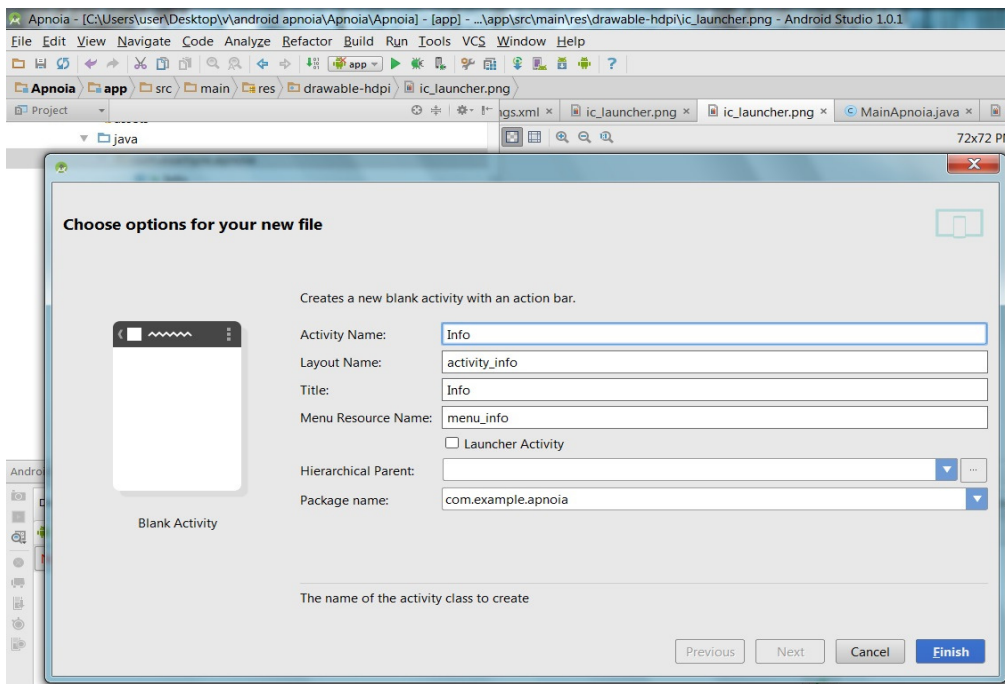 Apnoia - [C:\Users\user\Desktop\v\android apnoia\Apnoia\Apnoia] - [app] - ...\app\src\main\res\drawable-hdpi\ic_launcher.png - Android Studio 1.0.1
File Edit View Navigate Code Analyze Refactor Build Run Tools VCS Window Help
app
Apnoia app src main res drawable-hdpi ic_launcher.png
Project ngs.xml ic_launcher.png ic_launcher.png MainApnoia.java
java 72x72
Choose options for your new file
Creates a new blank activity with an action bar.
Activity Name: Info
Layout Name: activity_info
Title: Info
Menu Resource Name: menu_info
Launcher Activity
Hierarchical Parent:
Package name: com.example.apnoia
Blank Activity
The name of the activity class to create
Previous Next Cancel Finish